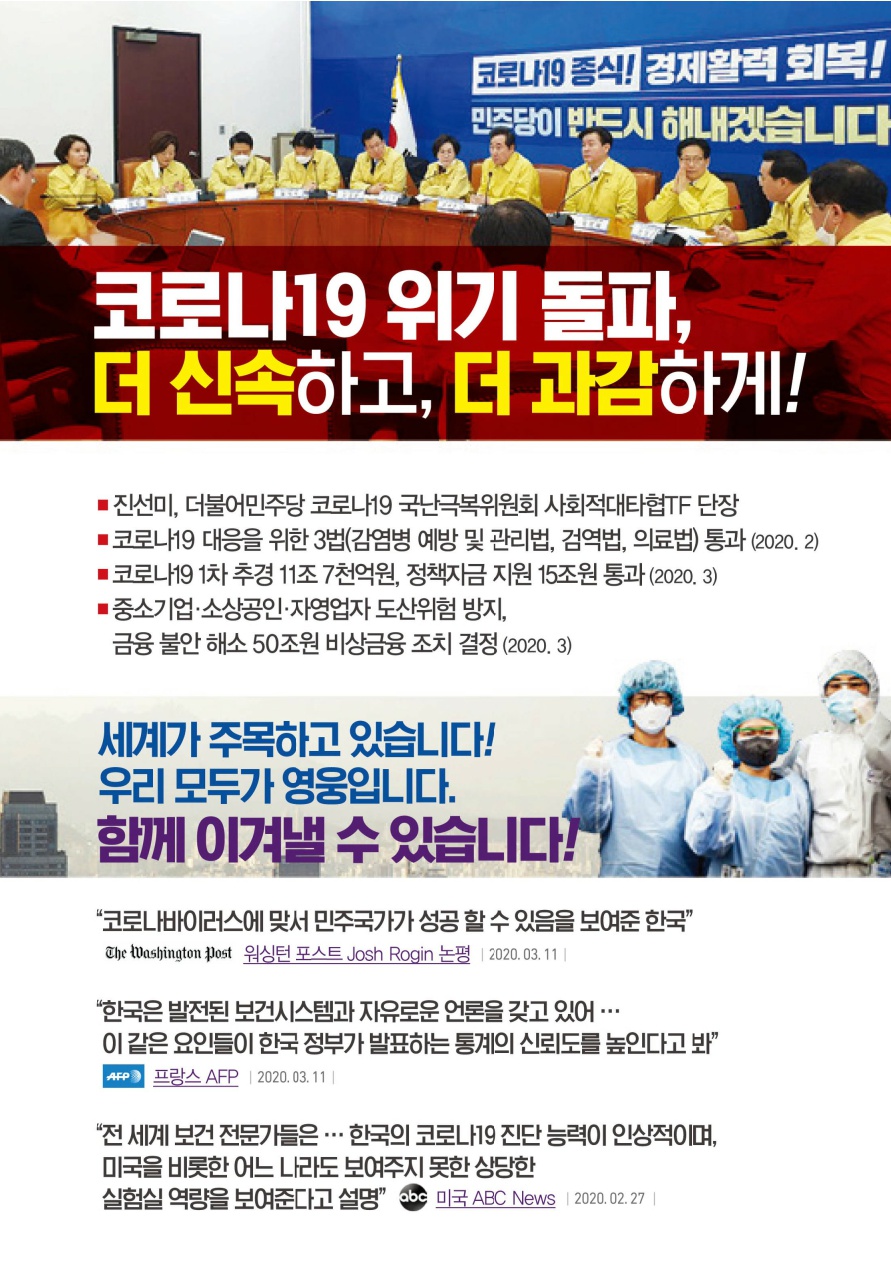 코로나19 종식! 경제활력 회복!
민주당이 반드시 해내겠습니다
코로나19 위기 돌파,
더 신속하고, 더 과감하게!
■ 진선미, 더불어민주당 코로나19 국난극복위원회 사회적대타협TF 단장
■ 코로나19 대응을 위한 3법(감염병 예방 및 관리법, 검역법, 의료법) 통과 (2020. 2)
■ 코로나19 1차 추경 11조 7천억원, 정책자금 지원 15조원 통과 (2020. 3)
■ 중소기업·소상공인·자영업자 도산위험 방지,
금융 불안 해소 50조원 비상금융 조치 결정 (2020. 3)
세계가 주목하고 있습니다!
우리 모두가 영웅입니다.
함께 이겨낼 수 있습니다!
“코로나바이러스에 맞서 민주국가가 성공 할 수 있음을 보여준 한국”
The Washington Post 워싱턴 포스트 Josh Rogin 논평 | 2020. 03. 11 |
“한국은 발전된 보건시스템과 자유로운 언론을 갖고 있어 …
이 같은 요인들이 한국 정부가 발표하는 통계의 신뢰도를 높인다고 봐”
AFP 프랑스 AFP | 2020. 03. 11 |
“전 세계 보건 전문가들은 … 한국의 코로나19 진단 능력이 인상적이며,
미국을 비롯한 어느 나라도 보여주지 못한 상당한
실험실 역량을 보여준다고 설명” abc 미국 ABC News | 2020. 02. 27 |